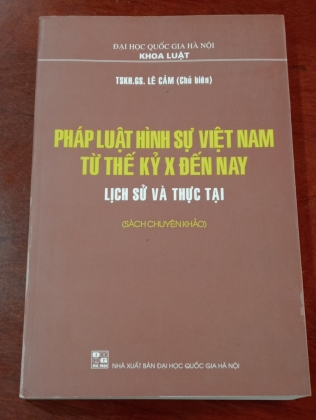 ĐẠI HỌC QUỐC GIA HÀ NỘI
KHOA LUẬT
TSKH.GS. LÊ CẢM (Chủ biên)
PHÁP LUẬT HÌNH SỰ VIỆT NAM
TỪ THẾ KỶ X ĐẾN NAY
LỊCH SỬ VÀ THỰC TẠI
(SÁCH CHUYÊN KHẢO)
NHÀ XUẤT BẢN ĐẠI HỌC QUỐC GIA HÀ NỘI